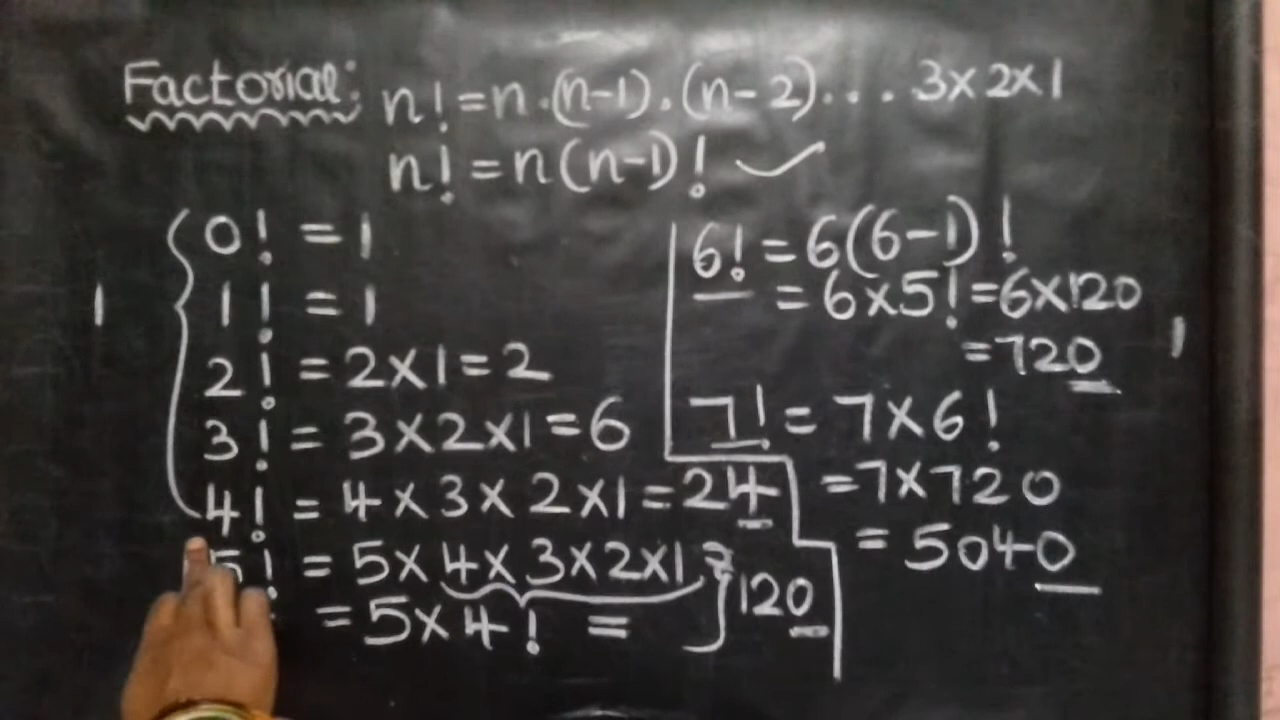 Factorial: n! = n.(n-1).(n-2)... 3×2×1
n! = n(n-1)! ✓
0! = 1
1! = 1
1
2! = 2×1 = 2
3! = 3×2×1 = 6
4! = 4×3×2×1 = 24
5! = 5×4×3×2×1 =
= 5×4! = } 120
6! = 6(6-1)!
= 6×5! = 6×120
= 720
1
7! = 7×6!
= 7×720
= 5040